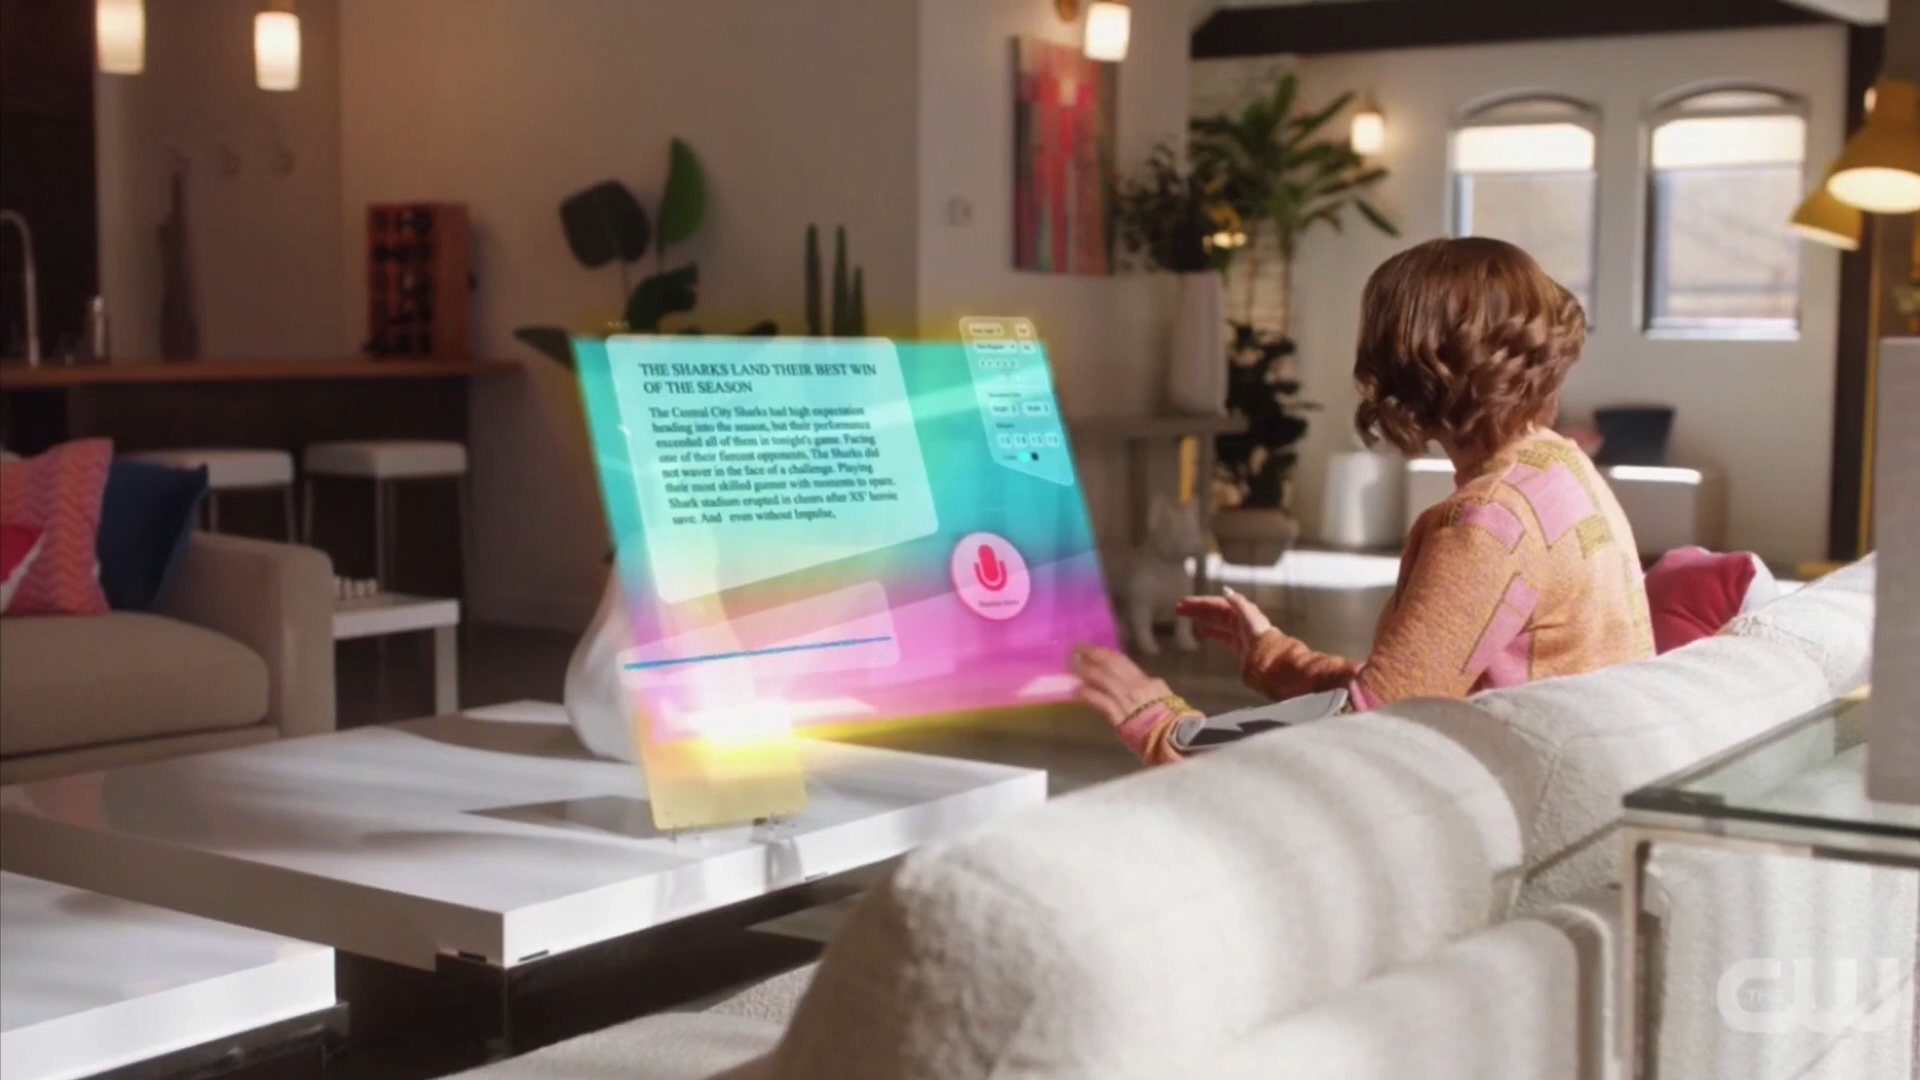 THE SHARKS LAND THEIR BEST WIN
OF THE SEASON
The Central City Sharks had high expectation
heading into the season, but their performance
exceeded all of them in tonight's game. Facing
one of their fiercest opponents, The Sharks did
not waver in the face of a challenge. Playing
their most skilled gunner with moments to spare.
Shark stadium erupted in cheers after XS' heroic
save. And even without Impulse,
Height
Width
THE CW